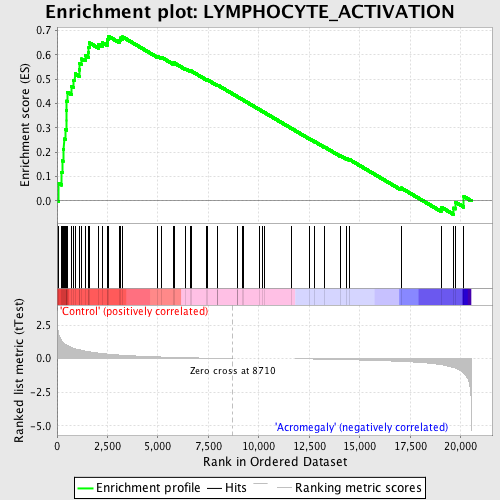 Enrichment plot: LYMPHOCYTE_ACTIVATION
Enrichment score (ES)
0.7
0.6
0.5
0.4
0.3
0.2
0.1
0.0
'Control' (positively correlated)
Ranked list metric (tTest)
2.5
0.0
-2.5
-5.0
Zero cross at 8710
'Acromegaly' (negatively correlated)
0 2,500 5,000 7,500 10,000 12,500 15,000 17,500 20,000
Rank in Ordered Dataset
Enrichment profile Hits Ranking metric scores